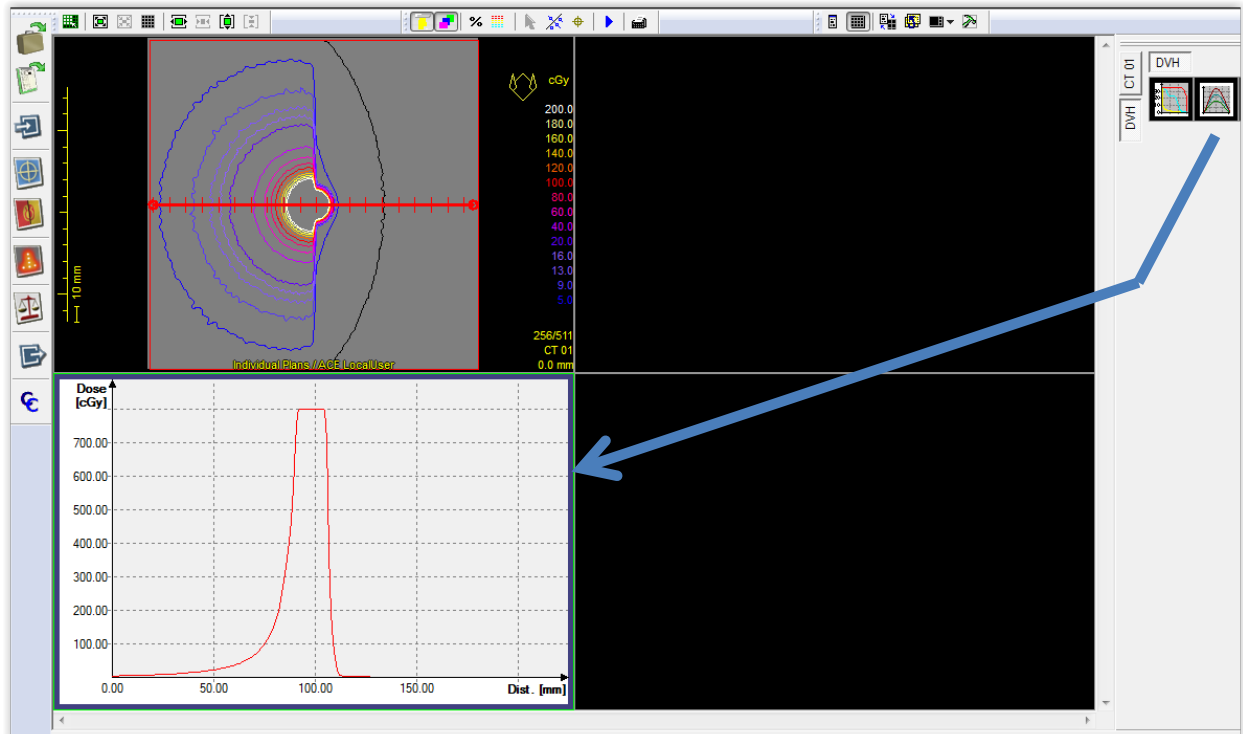 %
cGy
200.0
180.0
160.0
140.0
120.0
100.0
80.0
60.0
40.0
20.0
16.0
13.0
9.0
5.0
10 mm
256/511
CT 01
0.0 mm
Individual Plans / ACE LocalUser
Dose
[cGy]
700.00
600.00
500.00
400.00
300.00
200.00
100.00
0.00 50.00 100.00 150.00 Dist. [mm]
CT 01
DVH
DVH